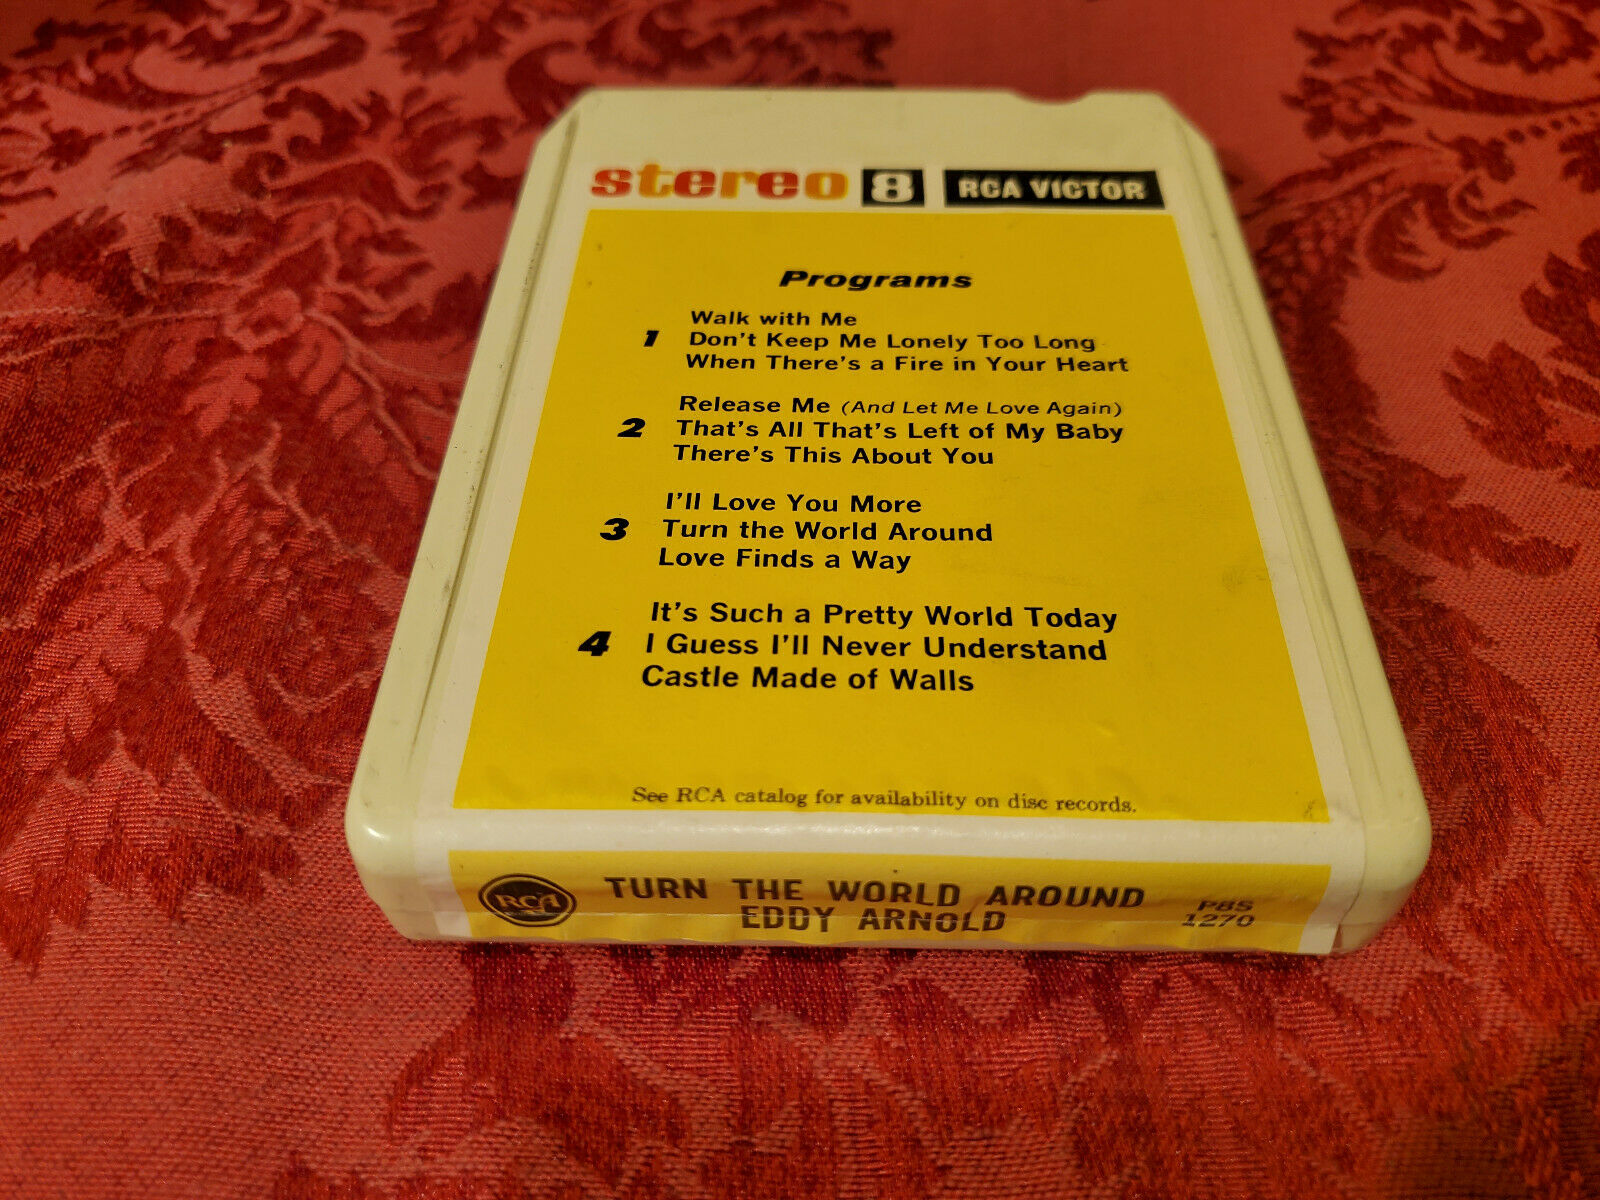 stereo 8 RCA VICTOR
Programs
Walk with Me
1 Don't Keep Me Lonely Too Long
When There's a Fire in Your Heart
Release Me (And Let Me Love Again)
2 That's All That's Left of My Baby
There's This About You
I'll Love You More
3 Turn the World Around
Love Finds a Way
It's Such a Pretty World Today
4 I Guess I'll Never Understand
Castle Made of Walls
See RCA catalog for availability on disc records.
RCA TURN THE WORLD AROUND P8S
EDDY ARNOLD 1270